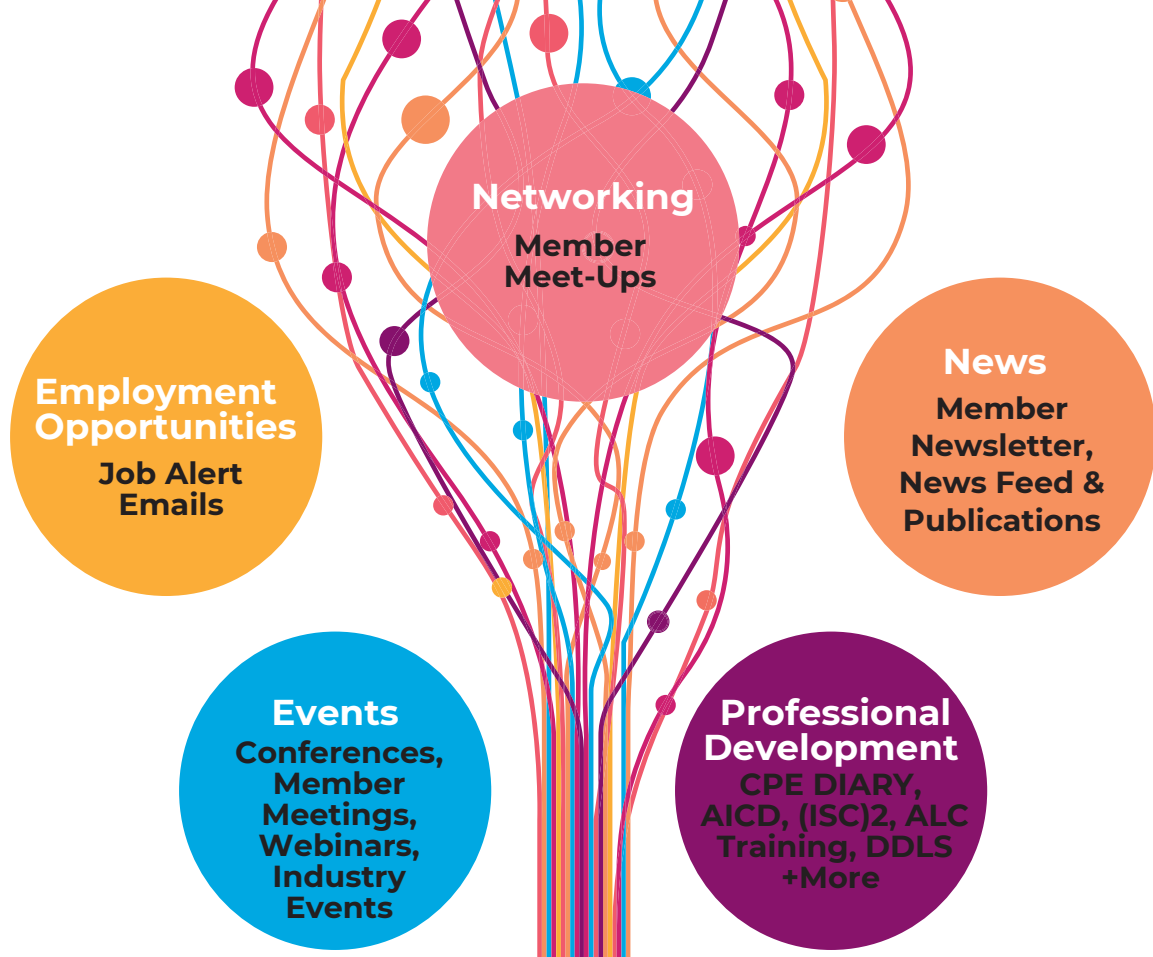 Networking
Member
Meet-Ups
Employment
Opportunities
Job Alert
Emails
News
Member
Newsletter,
News Feed &
Publications
Events
Conferences,
Member
Meetings,
Webinars,
Industry
Events
Professional
Development
CPE DIARY,
AICD, (ISC)2, ALC
Training, DDLS
+More